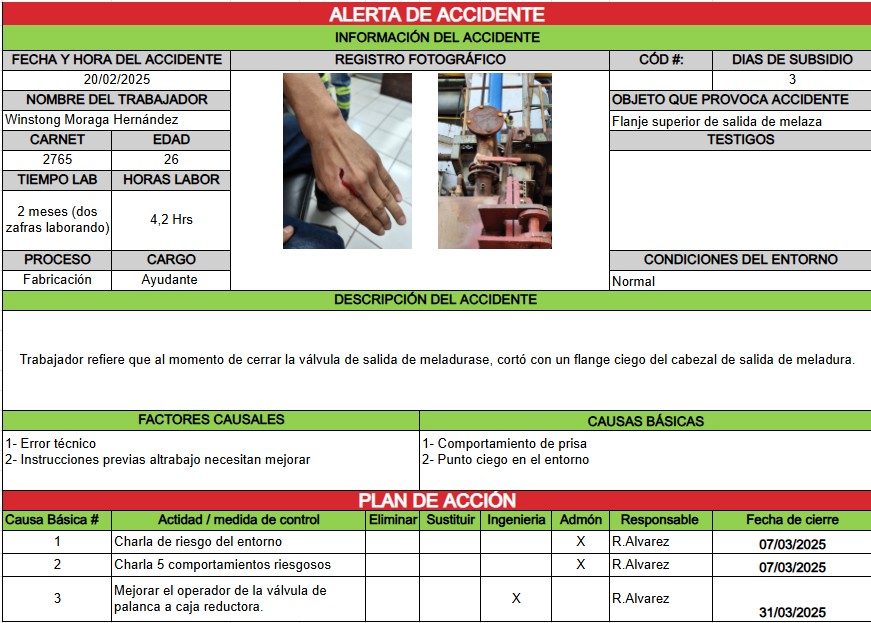 ALERTA DE ACCIDENTE
INFORMACIÓN DEL ACCIDENTE
FECHA Y HORA DEL ACCIDENTE
REGISTRO FOTOGRÁFICO
CÓD #:
DIAS DE SUBSIDIO
20/02/2025
3
NOMBRE DEL TRABAJADOR
OBJETO QUE PROVOCA ACCIDENTE
Winstong Moraga Hernández
Flanje superior de salida de melaza
CARNET
EDAD
TESTIGOS
2765
26
TIEMPO LAB
HORAS LABOR
2 meses (dos
zafras laborando)
4,2 Hrs
PROCESO
CARGO
CONDICIONES DEL ENTORNO
Fabricación
Ayudante
Normal
DESCRIPCIÓN DEL ACCIDENTE
Trabajador refiere que al momento de cerrar la válvula de salida de meladurase, cortó con un flange ciego del cabezal de salida de meladura.
FACTORES CAUSALES
CAUSAS BÁSICAS
1- Error técnico
2- Instrucciones previas altrabajo necesitan mejorar
1- Comportamiento de prisa
2- Punto ciego en el entorno
PLAN DE ACCIÓN
Causa Básica #
Actidad / medida de control
Eliminar
Sustituir
Ingenieria
Admón
Responsable
Fecha de cierre
1
Charla de riesgo del entorno
X
R.Alvarez
07/03/2025
2
Charla 5 comportamientos riesgosos
X
R.Alvarez
07/03/2025
3
Mejorar el operador de la válvula de
palanca a caja reductora.
X
R.Alvarez
31/03/2025